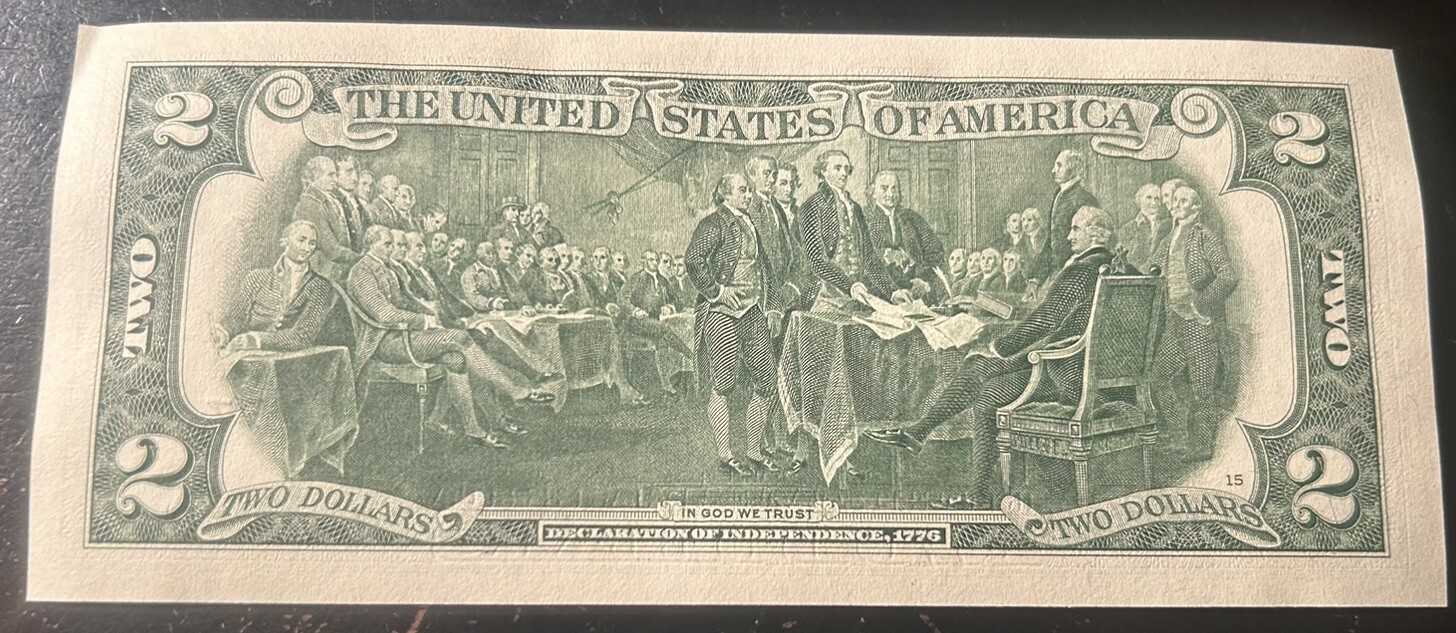 THE UNITED STATES OF AMERICA
2
2
TWO
TWO
2
2
15
TWO DOLLARS
IN GOD WE TRUST
TWO DOLLARS
DECLARATION OF INDEPENDENCE, 1776